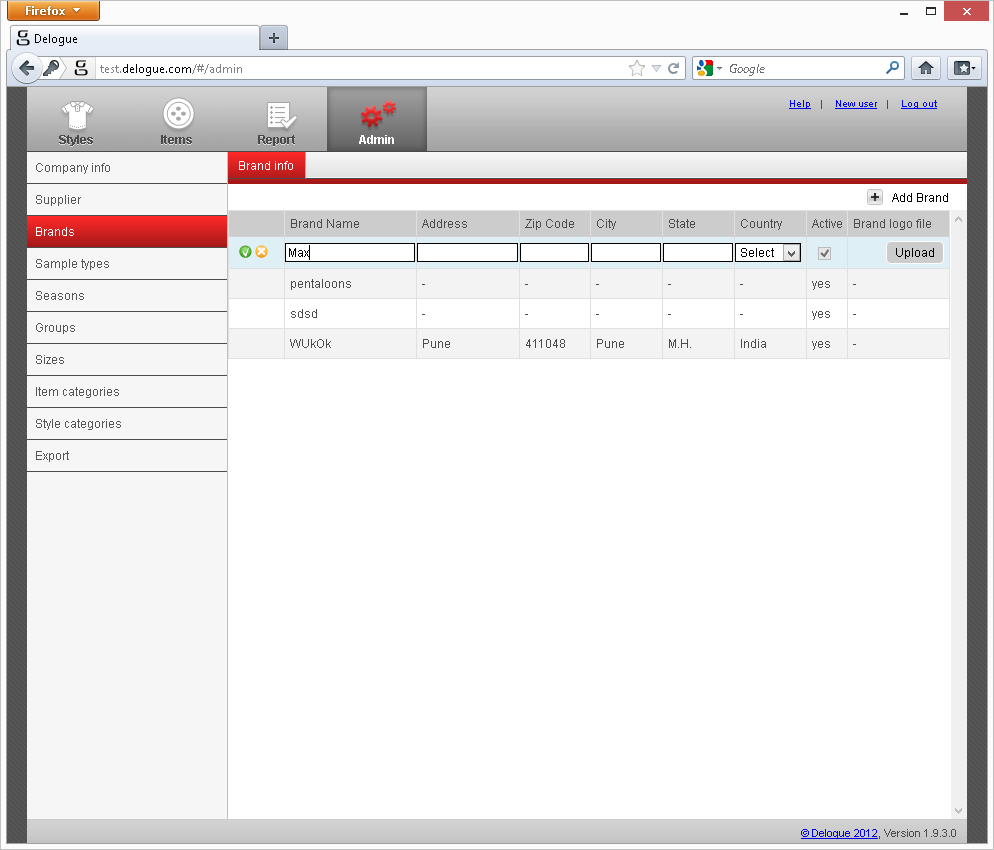 Firefox
Delogue
test.delogue.com/#/admin
Google
Styles
Items
Report
Admin
Help | New user | Log out
Company info
Supplier
Brands
Sample types
Seasons
Groups
Sizes
Item categories
Style categories
Export
Brand info
Add Brand
Brand Name Address Zip Code City State Country Active Brand logo file
Max Select Upload
pentaloons - - - - - yes -
sdsd - - - - - yes -
WUkOk Pune 411048 Pune M.H. India yes -
© Delogue 2012, Version 1.9.3.0